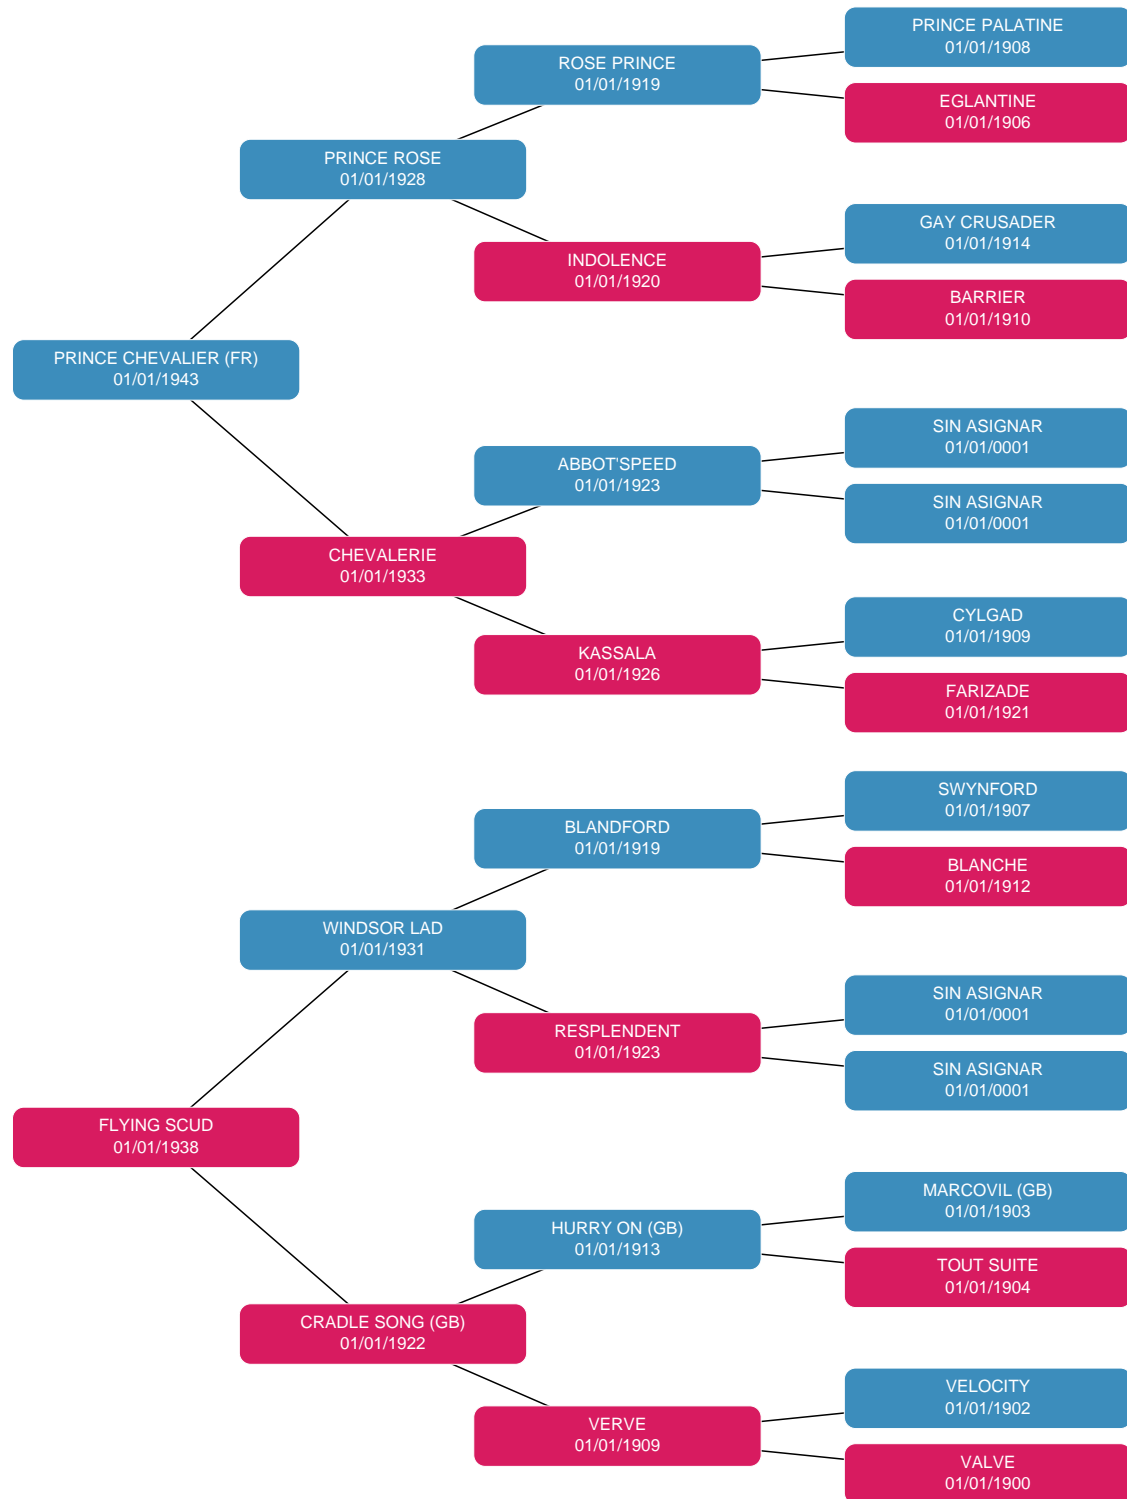 PRINCE PALATINE
01/01/1908
ROSE PRINCE
01/01/1919
EGLANTINE
01/01/1906
PRINCE ROSE
01/01/1928
GAY CRUSADER
01/01/1914
INDOLENCE
01/01/1920
BARRIER
01/01/1910
PRINCE CHEVALIER (FR)
01/01/1943
SIN ASIGNAR
01/01/0001
ABBOT'SPEED
01/01/1923
SIN ASIGNAR
01/01/0001
CHEVALERIE
01/01/1933
CYLGAD
01/01/1909
KASSALA
01/01/1926
FARIZADE
01/01/1921
SWYNFORD
01/01/1907
BLANDFORD
01/01/1919
BLANCHE
01/01/1912
WINDSOR LAD
01/01/1931
SIN ASIGNAR
01/01/0001
RESPLENDENT
01/01/1923
SIN ASIGNAR
01/01/0001
FLYING SCUD
01/01/1938
MARCOVIL (GB)
01/01/1903
HURRY ON (GB)
01/01/1913
TOUT SUITE
01/01/1904
CRADLE SONG (GB)
01/01/1922
VELOCITY
01/01/1902
VERVE
01/01/1909
VALVE
01/01/1900